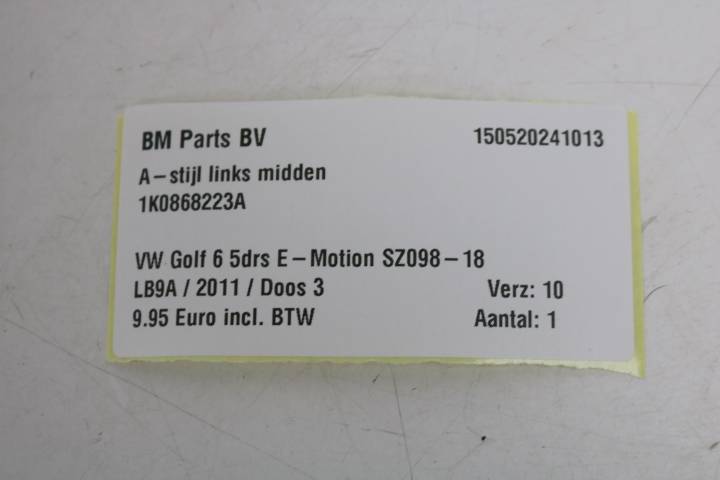 BM Parts BV 150520241013
A-stijl links midden
1K0868223A
VW Golf 6 5drs E-Motion SZ098-18
LB9A / 2011 / Doos 3 Verz: 10
9.95 Euro incl. BTW Aantal: 1